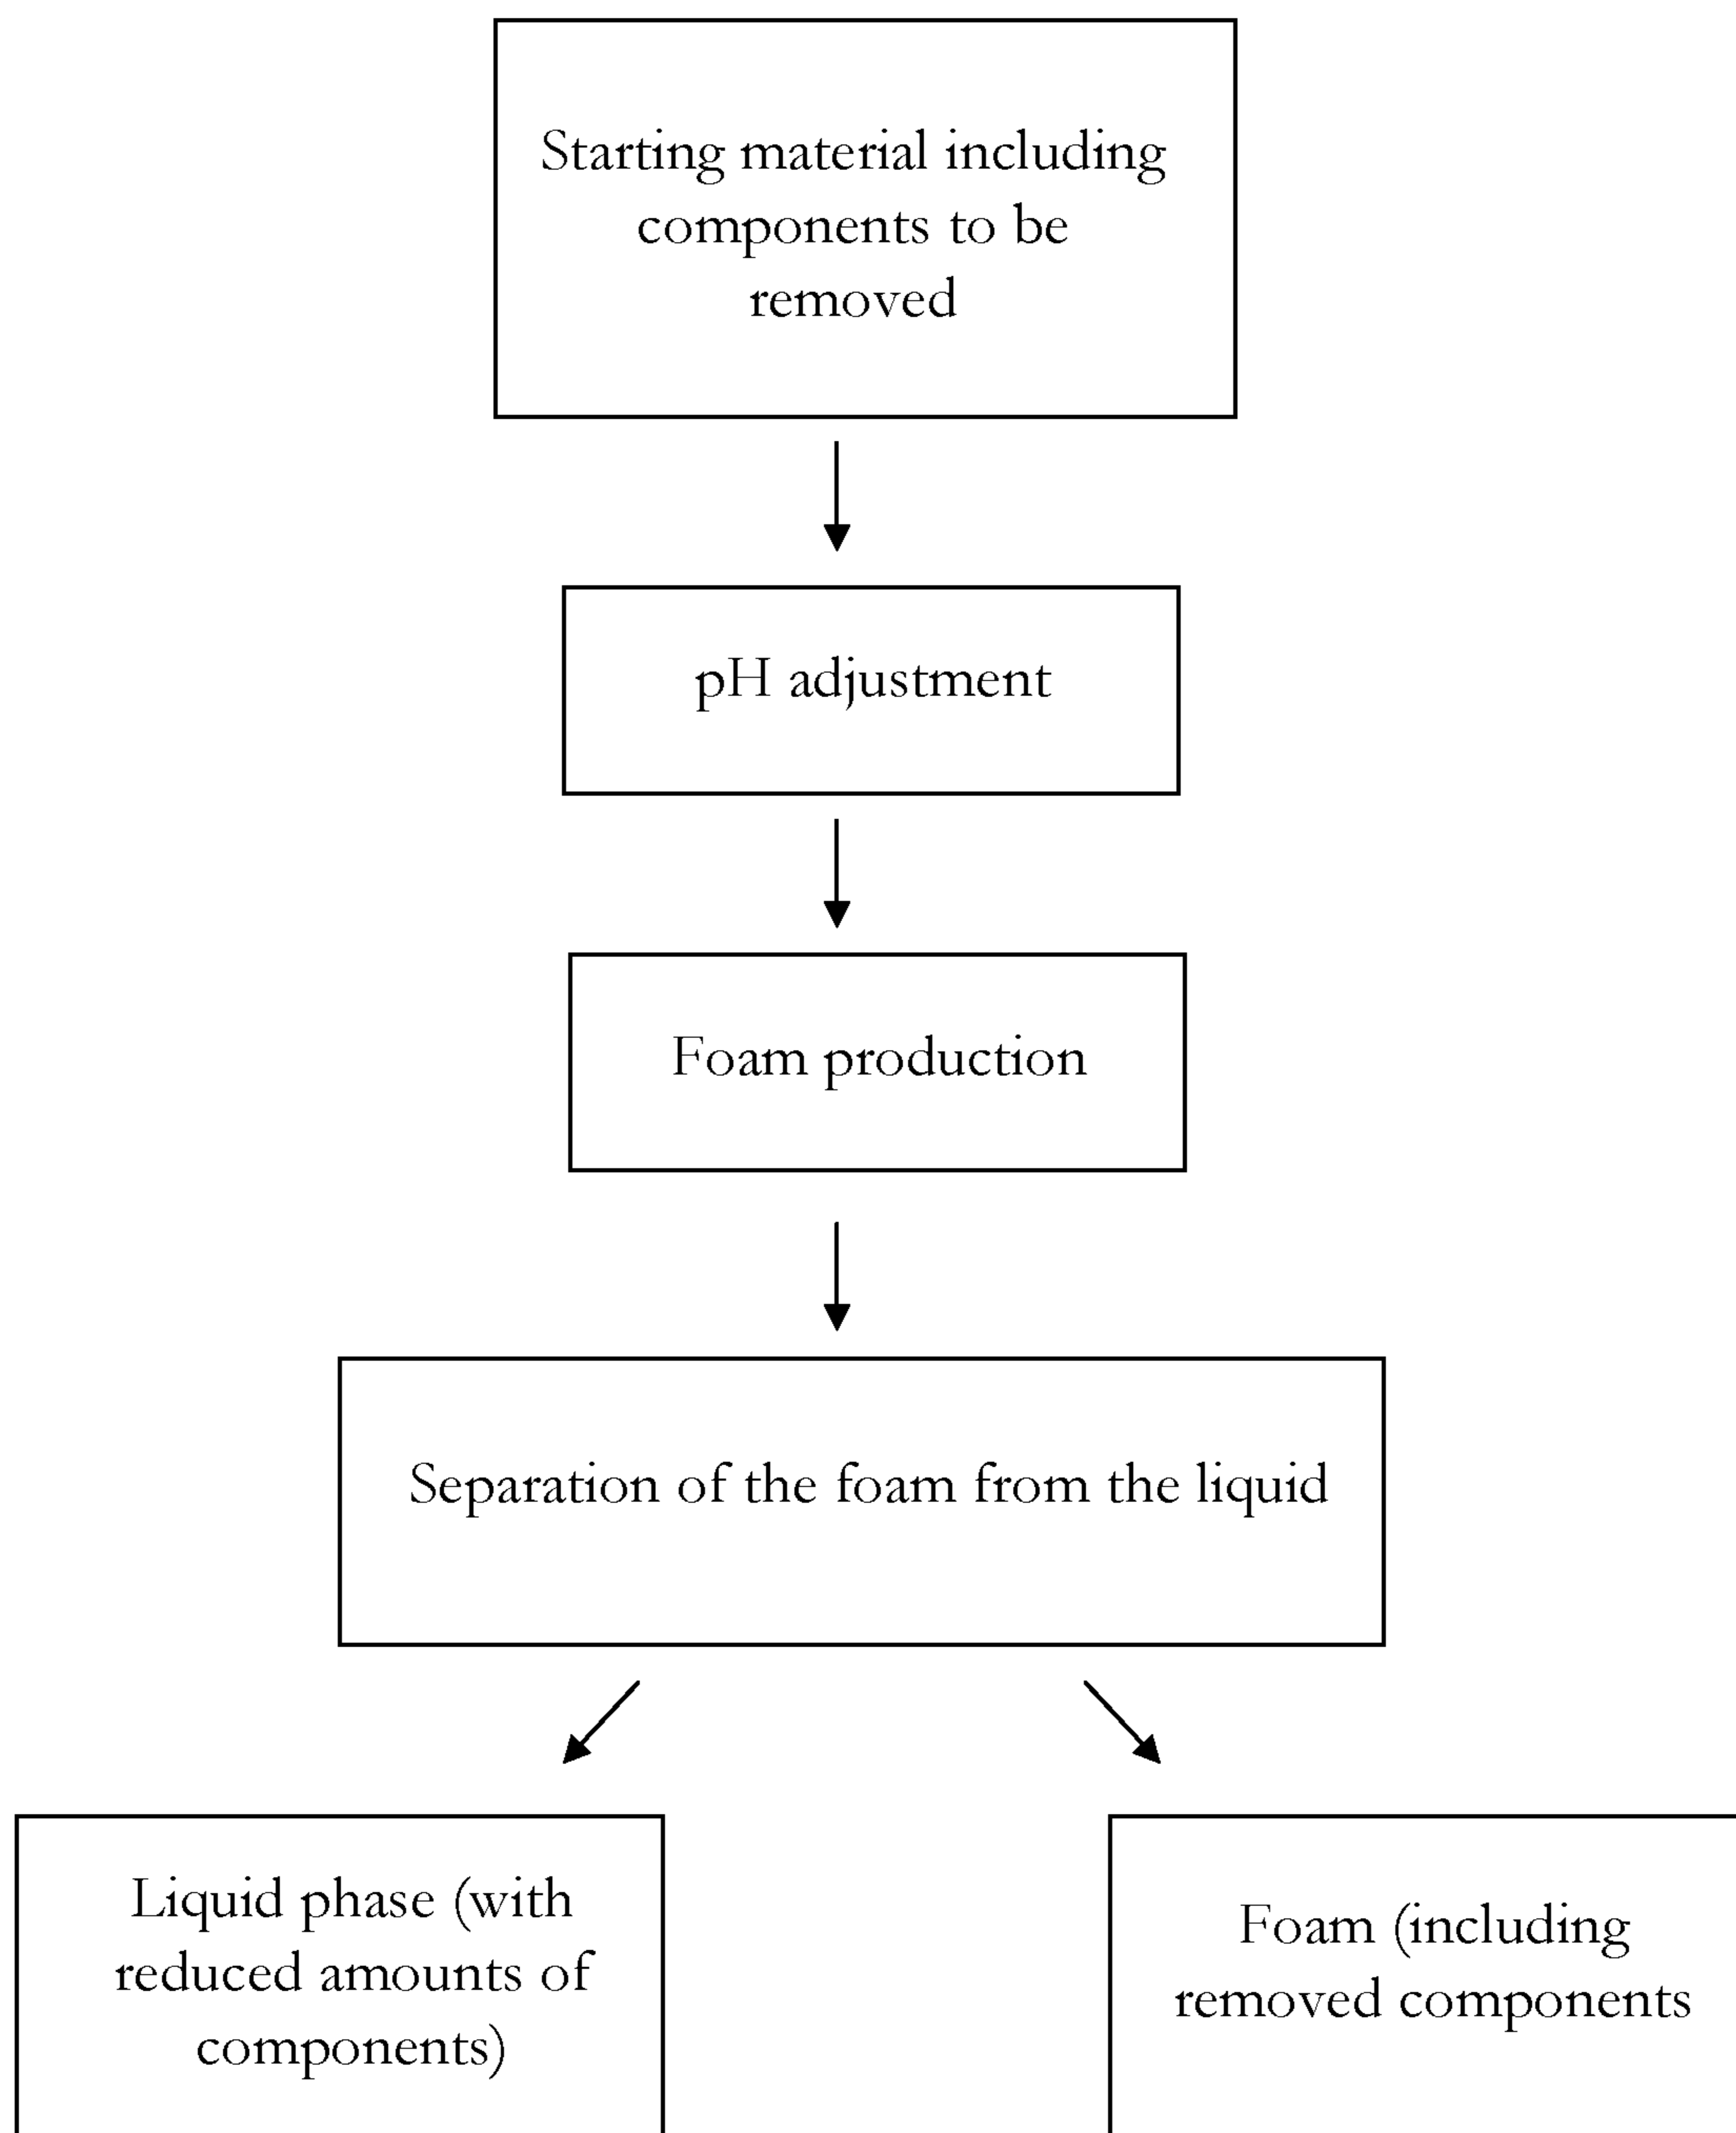 Starting material including
components to be
removed
pH adjustment
Foam production
Separation of the foam from the liquid
Liquid phase (with
reduced amounts of
components)
Foam (including
removed components